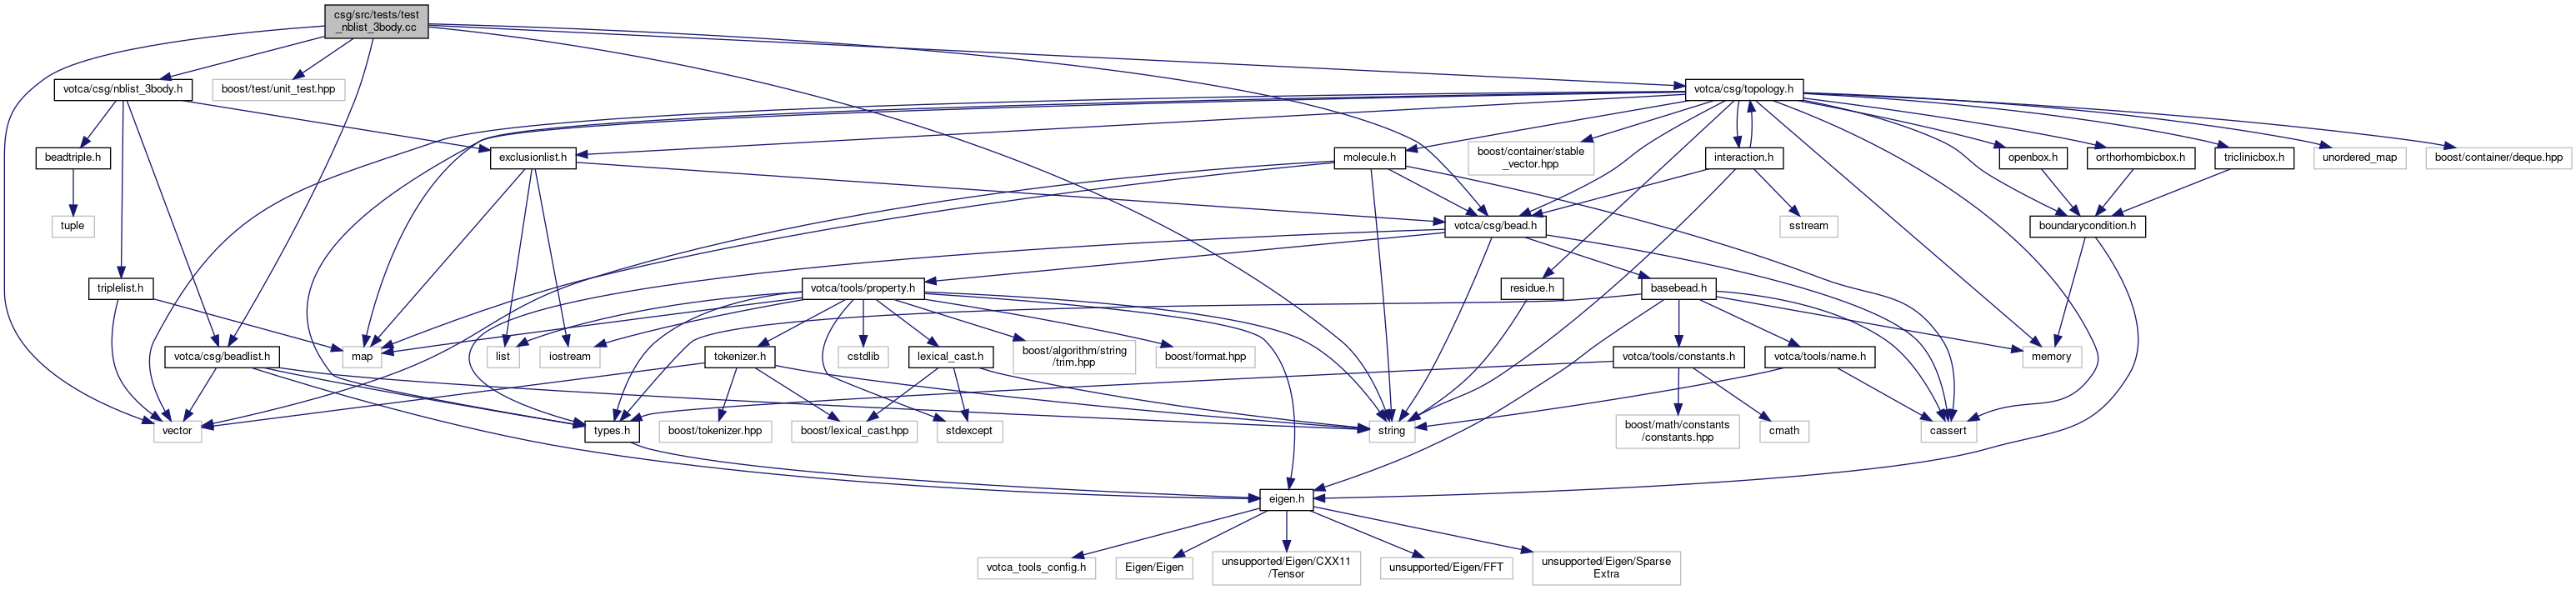 csg/src/tests/test
_nblist_3body.cc
votca/csg/nblist_3body.h
boost/test/unit_test.hpp
votca/csg/topology.h
beadtriple.h
exclusionlist.h
molecule.h
boost/container/stable
_vector.hpp
interaction.h
openbox.h
orthorhombicbox.h
triclinicbox.h
unordered_map
boost/container/deque.hpp
tuple
votca/csg/bead.h
sstream
boundarycondition.h
triplelist.h
votca/tools/property.h
residue.h
basebead.h
votca/csg/beadlist.h
map
list
iostream
tokenizer.h
cstdlib
lexical_cast.h
boost/algorithm/string
/trim.hpp
boost/format.hpp
votca/tools/constants.h
votca/tools/name.h
memory
vector
types.h
boost/tokenizer.hpp
boost/lexical_cast.hpp
stdexcept
string
boost/math/constants
/constants.hpp
cmath
cassert
eigen.h
votca_tools_config.h
Eigen/Eigen
unsupported/Eigen/CXX11
/Tensor
unsupported/Eigen/FFT
unsupported/Eigen/Sparse
Extra